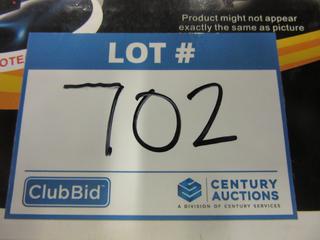 Product might not appear
exactly the same as picture
LOT #
702
ClubBid
CENTURY
AUCTIONS
A DIVISION OF CENTURY SERVICES